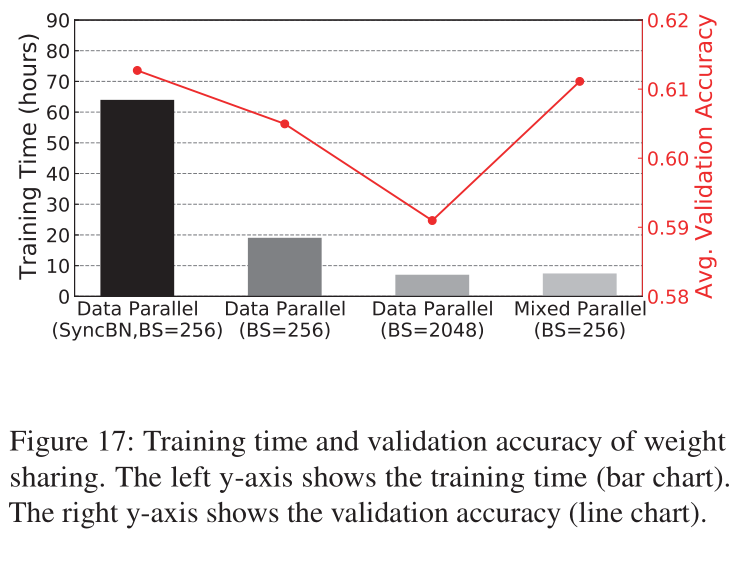 90
80
70
60
50
40
30
20
10
0
Training Time (hours)
0.62
0.61
0.60
0.59
0.58
Avg. Validation Accuracy
Data Parallel
(SyncBN,BS=256)
Data Parallel
(BS=256)
Data Parallel
(BS=2048)
Mixed Parallel
(BS=256)
Figure 17: Training time and validation accuracy of weight
sharing. The left y-axis shows the training time (bar chart).
The right y-axis shows the validation accuracy (line chart).